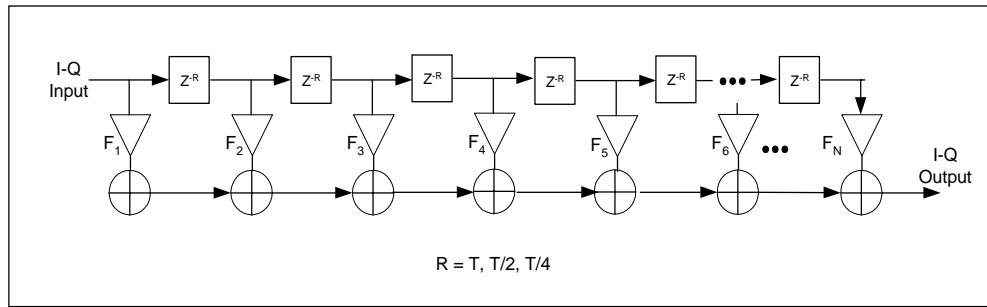 I-Q
Input
Z-R
Z-R
Z-R
Z-R
Z-R
Z-R
F1
F2
F3
F4
F5
F6
FN
I-Q
Output
R = T, T/2, T/4